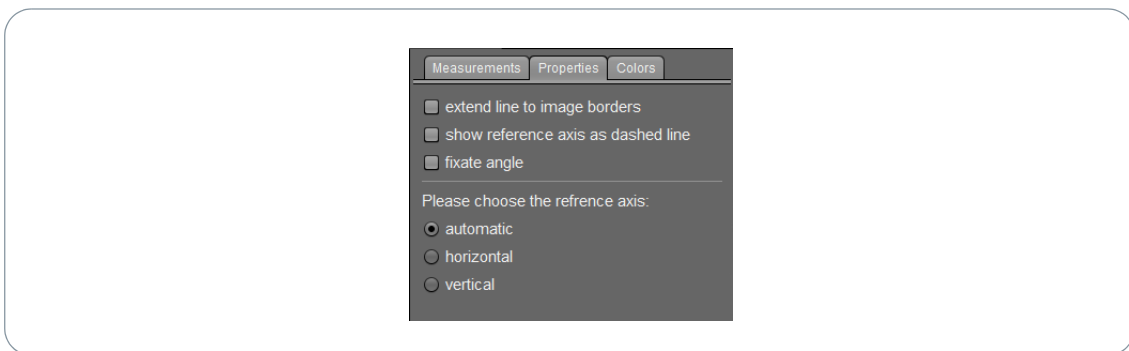 Measurements Properties Colors
extend line to image borders
show reference axis as dashed line
fixate angle
Please choose the refrence axis:
automatic
horizontal
vertical